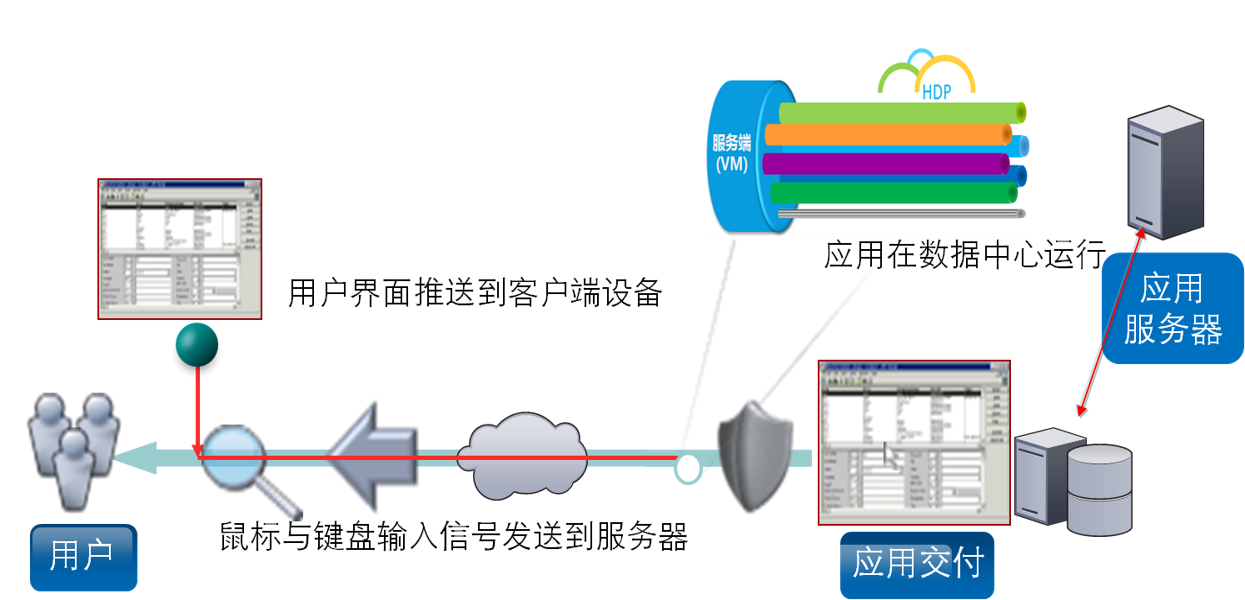 HDP
服务端
(VM)
应用在数据中心运行
用户界面推送到客户端设备
应用
服务器
鼠标与键盘输入信号发送到服务器
用户
应用交付